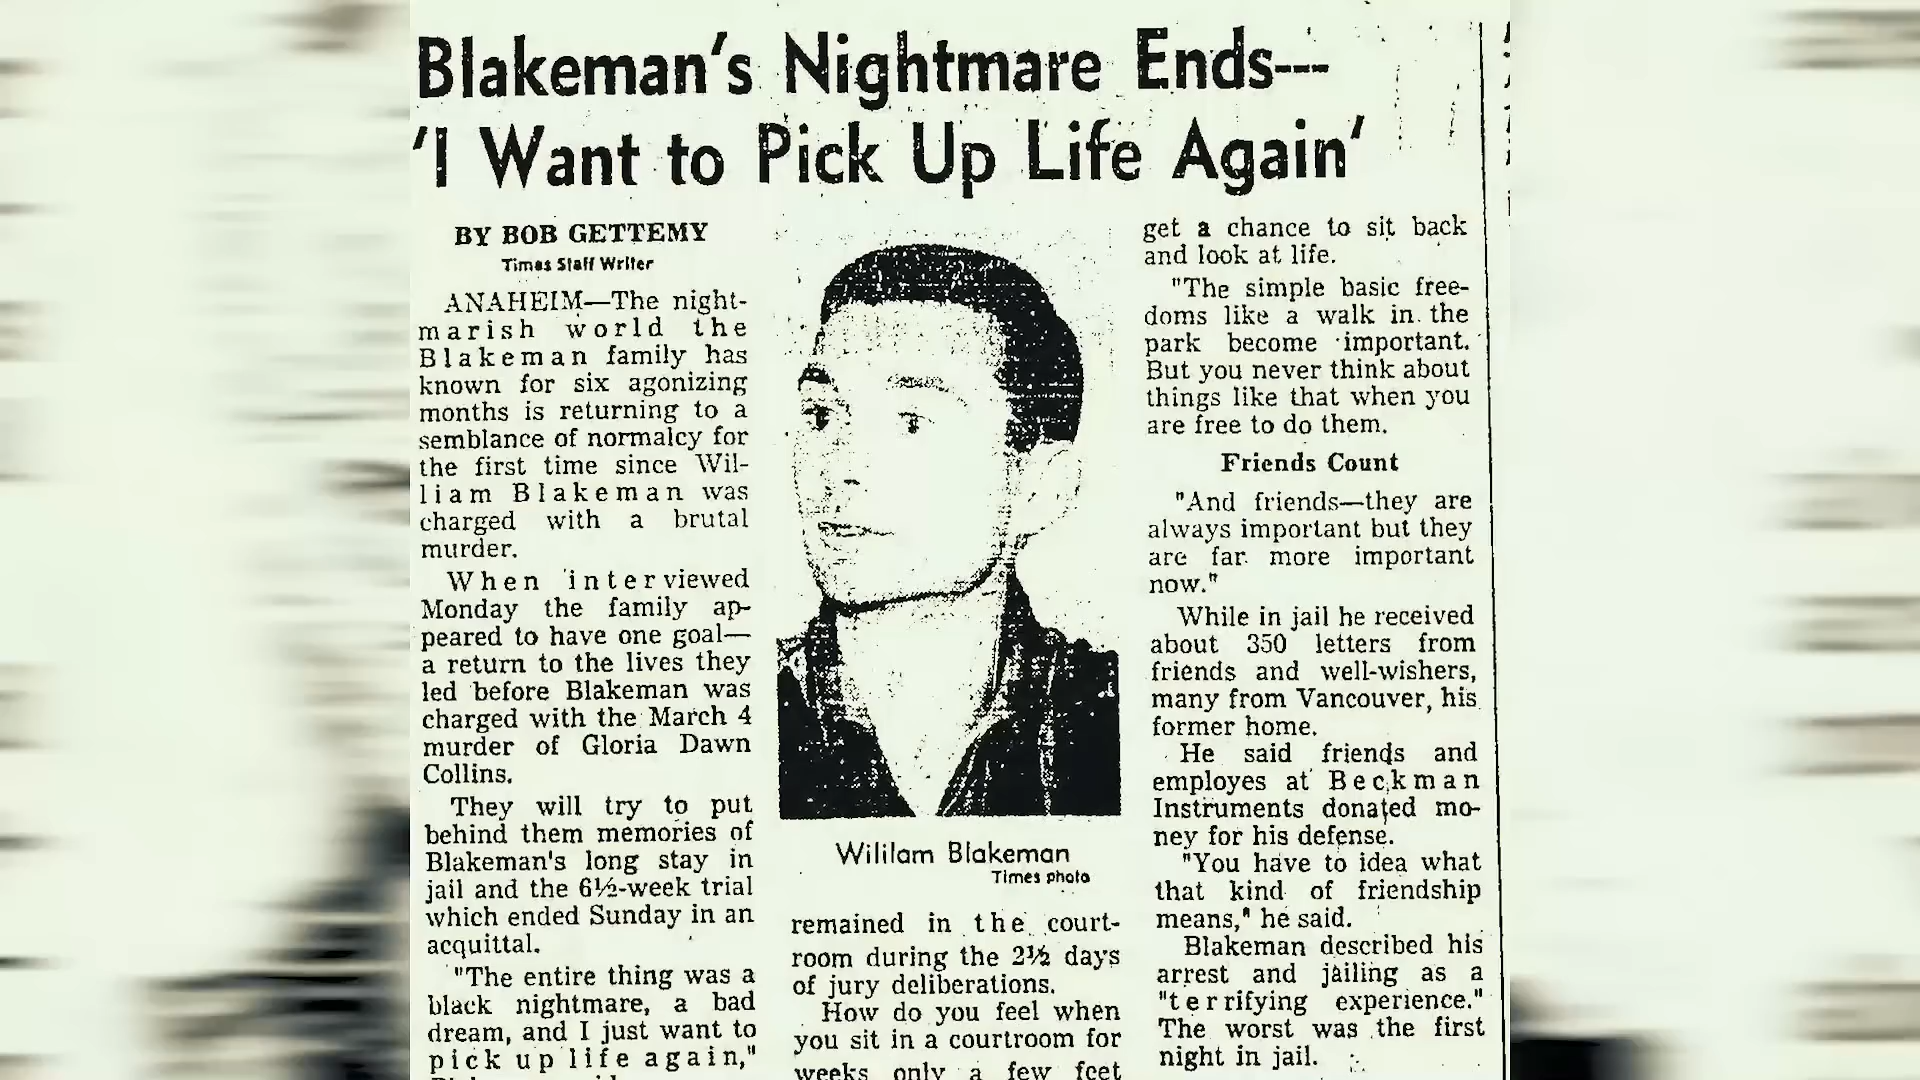 Blakeman's Nightmare Ends---
'I Want to Pick Up Life Again'
BY BOB GETTEMY
Times Staff Writer
ANAHEIM—The night-
marish world the
Blakeman family has
known for six agonizing
months is returning to a
semblance of normalcy for
the first time since Wil-
liam Blakeman was
charged with a brutal
murder.
When interviewed
Monday the family ap-
peared to have one goal—
a return to the lives they
led before Blakeman was
charged with the March 4
murder of Gloria Dawn
Collins.
They will try to put
behind them memories of
Blakeman's long stay in
jail and the 6½-week trial
which ended Sunday in an
acquittal.
"The entire thing was a
black nightmare, a bad
dream, and I just want to
pick up life again,"
Wililam Blakeman
Times photo
remained in the court-
room during the 2½ days
of jury deliberations.
How do you feel when
you sit in a courtroom for
weeks only a few feet
get a chance to sit back
and look at life.
"The simple basic free-
doms like a walk in the
park become important.
But you never think about
things like that when you
are free to do them.
Friends Count
"And friends—they are
always important but they
are far more important
now."
While in jail he received
about 350 letters from
friends and well-wishers,
many from Vancouver, his
former home.
He said friends and
employes at Beckman
Instruments donated mo-
ney for his defense.
"You have to idea what
that kind of friendship
means," he said.
Blakeman described his
arrest and jailing as a
"terrifying experience."
The worst was the first
night in jail.